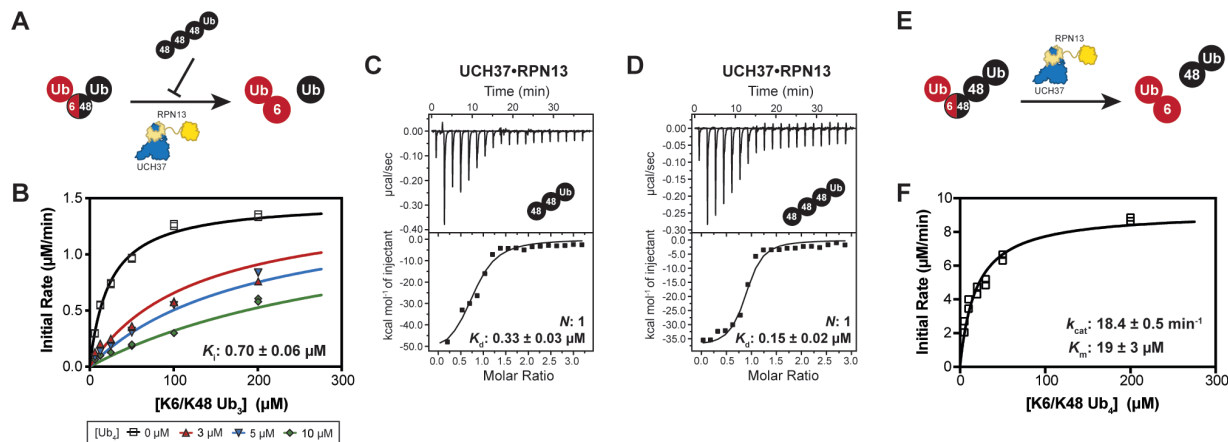 A
48
48
48
Ub
Ub
Ub
6
48
RPN13
UCH37
Ub
Ub
6
B
Initial Rate (µM/min)
1.5
1.0
0.5
0.0
0
100
200
300
Ki: 0.70 ± 0.06 µM
[K6/K48 Ub3] (µM)
[Ub4]
0 µM
3 µM
5 µM
10 µM
C
UCH37•RPN13
Time (min)
0 10 20 30
µcal/sec
0.00
-0.10
-0.20
-0.30
-0.40
48
48
Ub
kcal mol-1 of injectant
0.0
-10.0
-20.0
-30.0
-40.0
-50.0
N: 1
Kd: 0.33 ± 0.03 µM
0.0 0.5 1.0 1.5 2.0 2.5 3.0
Molar Ratio
D
UCH37•RPN13
Time (min)
0 10 20 30
µcal/sec
0.00
-0.05
-0.10
-0.15
-0.20
-0.25
-0.30
48
48
48
Ub
kcal mol-1 of injectant
0.0
-5.0
-10.0
-15.0
-20.0
-25.0
-30.0
-35.0
N: 1
Kd: 0.15 ± 0.02 µM
0.0 0.5 1.0 1.5 2.0 2.5 3.0
Molar Ratio
E
Ub
Ub
48
6
48
RPN13
UCH37
Ub
48
Ub
6
F
Initial Rate (µM/min)
10
8
6
4
2
0
0
100
200
300
kcat: 18.4 ± 0.5 min-1
Km: 19 ± 3 µM
[K6/K48 Ub4] (µM)